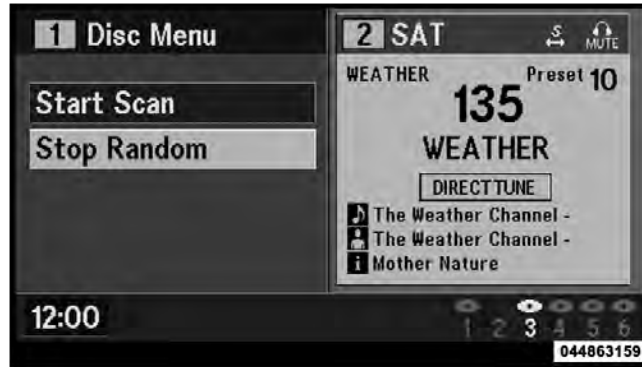 1 Disc Menu
Start Scan
Stop Random
2 SAT S MUTE
WEATHER Preset 10
135
WEATHER
DIRECT TUNE
The Weather Channel -
The Weather Channel -
i Mother Nature
12:00
1 2 3 4 5 6
044863159